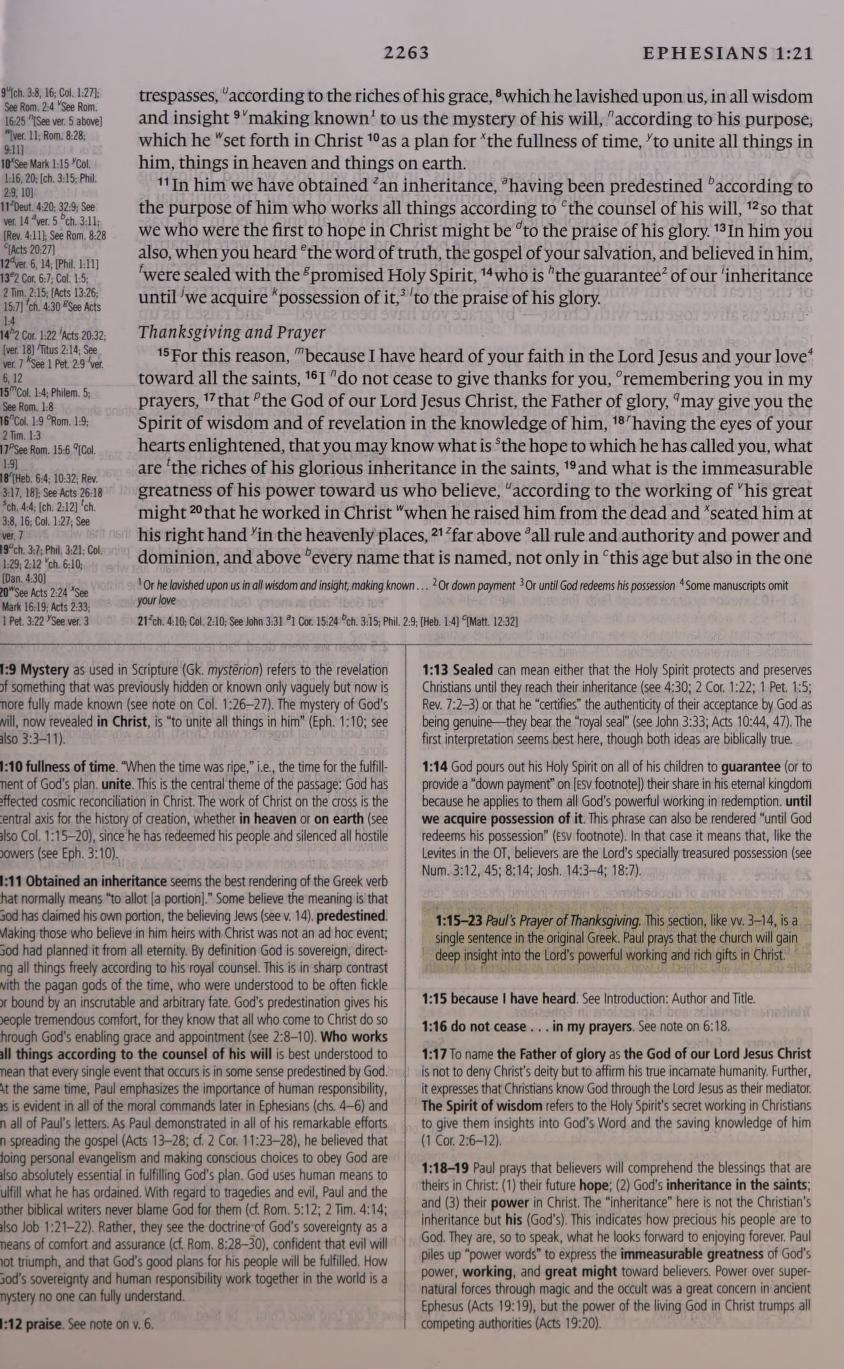 2263 EPHESIANS 1:21
9ᵘ[ch. 3:8, 16; Col. 1:27];
See Rom. 2:4 ᵛSee Rom.
16:25 ⁿ[See ver. 5 above]
ʷ[ver. 11; Rom. 8:28;
9:11]
10ˣSee Mark 1:15 ʸCol.
1:16, 20; [ch. 3:15; Phil.
2:9, 10]
11ᶻDeut. 4:20; 32:9; See
ver. 14 ᵃver. 5 ᵇch. 3:11;
[Rev. 4:11]; See Rom. 8:28
ᶜ[Acts 20:27]
12ᵈver. 6, 14; [Phil. 1:11]
13ᵉ2 Cor. 6:7; Col. 1:5;
2 Tim. 2:15; [Acts 13:26;
15:7] ᶠch. 4:30 ᵍSee Acts
1:4
14ʰ2 Cor. 1:22 ⁱActs 20:32;
[ver. 18] ʲTitus 2:14; See
ver. 7 ᵏSee 1 Pet. 2:9 ˡver.
6, 12
15ᵐCol. 1:4; Philem. 5;
See Rom. 1:8
16ⁿCol. 1:9 ᵒRom. 1:9;
2 Tim. 1:3
17ᵖSee Rom. 15:6 ᑫ[Col.
1:9]
18ʳ[Heb. 6:4; 10:32; Rev.
3:17, 18]; See Acts 26:18
ˢch. 4:4; [ch. 2:12] ᵗch.
3:8, 16; Col. 1:27; See
ver. 7
19ᵘch. 3:7; Phil. 3:21; Col.
1:29; 2:12 ᵛch. 6:10;
[Dan. 4:30]
20ʷSee Acts 2:24 ˣSee
Mark 16:19; Acts 2:33;
1 Pet. 3:22 ʸSee ver. 3
trespasses, ᵘaccording to the riches of his grace, ⁸which he lavished upon us, in all wisdom
and insight ⁹ᵛmaking known¹ to us the mystery of his will, ⁿaccording to his purpose,
which he ʷset forth in Christ ¹⁰as a plan for ˣthe fullness of time, ʸto unite all things in
him, things in heaven and things on earth.
¹¹In him we have obtained ᶻan inheritance, ᵃhaving been predestined ᵇaccording to
the purpose of him who works all things according to ᶜthe counsel of his will, ¹²so that
we who were the first to hope in Christ might be ᵈto the praise of his glory. ¹³In him you
also, when you heard ᵉthe word of truth, the gospel of your salvation, and believed in him,
ᶠwere sealed with the ᵍpromised Holy Spirit, ¹⁴who is ʰthe guarantee² of our ⁱinheritance
until ʲwe acquire ᵏpossession of it,³ ˡto the praise of his glory.
Thanksgiving and Prayer
¹⁵For this reason, ᵐbecause I have heard of your faith in the Lord Jesus and your love⁴
toward all the saints, ¹⁶I ⁿdo not cease to give thanks for you, ᵒremembering you in my
prayers, ¹⁷that ᵖthe God of our Lord Jesus Christ, the Father of glory, ᑫmay give you the
Spirit of wisdom and of revelation in the knowledge of him, ¹⁸ʳhaving the eyes of your
hearts enlightened, that you may know what is ˢthe hope to which he has called you, what
are ᵗthe riches of his glorious inheritance in the saints, ¹⁹and what is the immeasurable
greatness of his power toward us who believe, ᵘaccording to the working of ᵛhis great
might ²⁰that he worked in Christ ʷwhen he raised him from the dead and ˣseated him at
his right hand ʸin the heavenly places, ²¹ᶻfar above ᵃall rule and authority and power and
dominion, and above ᵇevery name that is named, not only in ᶜthis age but also in the one
¹Or he lavished upon us in all wisdom and insight, making known . . . ²Or down payment ³Or until God redeems his possession ⁴Some manuscripts omit
your love
21ᶻch. 4:10; Col. 2:10; See John 3:31 ᵃ1 Cor. 15:24 ᵇch. 3:15; Phil. 2:9; [Heb. 1:4] ᶜ[Matt. 12:32]
1:9 Mystery as used in Scripture (Gk. mystērion) refers to the revelation
of something that was previously hidden or known only vaguely but now is
more fully made known (see note on Col. 1:26–27). The mystery of God's
will, now revealed in Christ, is “to unite all things in him” (Eph. 1:10; see
also 3:3–11).
1:10 fullness of time. “When the time was ripe,” i.e., the time for the fulfill-
ment of God's plan. unite. This is the central theme of the passage: God has
effected cosmic reconciliation in Christ. The work of Christ on the cross is the
central axis for the history of creation, whether in heaven or on earth (see
also Col. 1:15–20), since he has redeemed his people and silenced all hostile
powers (see Eph. 3:10).
1:11 Obtained an inheritance seems the best rendering of the Greek verb
that normally means “to allot [a portion].” Some believe the meaning is that
God has claimed his own portion, the believing Jews (see v. 14). predestined.
Making those who believe in him heirs with Christ was not an ad hoc event;
God had planned it from all eternity. By definition God is sovereign, direct-
ing all things freely according to his royal counsel. This is in sharp contrast
with the pagan gods of the time, who were understood to be often fickle
or bound by an inscrutable and arbitrary fate. God's predestination gives his
people tremendous comfort, for they know that all who come to Christ do so
through God's enabling grace and appointment (see 2:8–10). Who works
all things according to the counsel of his will is best understood to
mean that every single event that occurs is in some sense predestined by God.
At the same time, Paul emphasizes the importance of human responsibility,
as is evident in all of the moral commands later in Ephesians (chs. 4–6) and
in all of Paul's letters. As Paul demonstrated in all of his remarkable efforts
in spreading the gospel (Acts 13–28; cf. 2 Cor. 11:23–28), he believed that
doing personal evangelism and making conscious choices to obey God are
also absolutely essential in fulfilling God's plan. God uses human means to
fulfill what he has ordained. With regard to tragedies and evil, Paul and the
other biblical writers never blame God for them (cf. Rom. 5:12; 2 Tim. 4:14;
also Job 1:21–22). Rather, they see the doctrine of God's sovereignty as a
means of comfort and assurance (cf. Rom. 8:28–30), confident that evil will
not triumph, and that God's good plans for his people will be fulfilled. How
God's sovereignty and human responsibility work together in the world is a
mystery no one can fully understand.
1:12 praise. See note on v. 6.
1:13 Sealed can mean either that the Holy Spirit protects and preserves
Christians until they reach their inheritance (see 4:30; 2 Cor. 1:22; 1 Pet. 1:5;
Rev. 7:2–3) or that he “certifies” the authenticity of their acceptance by God as
being genuine—they bear the “royal seal” (see John 3:33; Acts 10:44, 47). The
first interpretation seems best here, though both ideas are biblically true.
1:14 God pours out his Holy Spirit on all of his children to guarantee (or to
provide a “down payment” on [ESV footnote]) their share in his eternal kingdom
because he applies to them all God's powerful working in redemption. until
we acquire possession of it. This phrase can also be rendered “until God
redeems his possession” (ESV footnote). In that case it means that, like the
Levites in the OT, believers are the Lord's specially treasured possession (see
Num. 3:12, 45; 8:14; Josh. 14:3–4; 18:7).
1:15–23 Paul's Prayer of Thanksgiving. This section, like vv. 3–14, is a
single sentence in the original Greek. Paul prays that the church will gain
deep insight into the Lord's powerful working and rich gifts in Christ.
1:15 because I have heard. See Introduction: Author and Title.
1:16 do not cease . . . in my prayers. See note on 6:18.
1:17 To name the Father of glory as the God of our Lord Jesus Christ
is not to deny Christ's deity but to affirm his true incarnate humanity. Further,
it expresses that Christians know God through the Lord Jesus as their mediator.
The Spirit of wisdom refers to the Holy Spirit's secret working in Christians
to give them insights into God's Word and the saving knowledge of him
(1 Cor. 2:6–12).
1:18–19 Paul prays that believers will comprehend the blessings that are
theirs in Christ: (1) their future hope; (2) God's inheritance in the saints;
and (3) their power in Christ. The “inheritance” here is not the Christian's
inheritance but his (God's). This indicates how precious his people are to
God. They are, so to speak, what he looks forward to enjoying forever. Paul
piles up “power words” to express the immeasurable greatness of God's
power, working, and great might toward believers. Power over super-
natural forces through magic and the occult was a great concern in ancient
Ephesus (Acts 19:19), but the power of the living God in Christ trumps all
competing authorities (Acts 19:20).